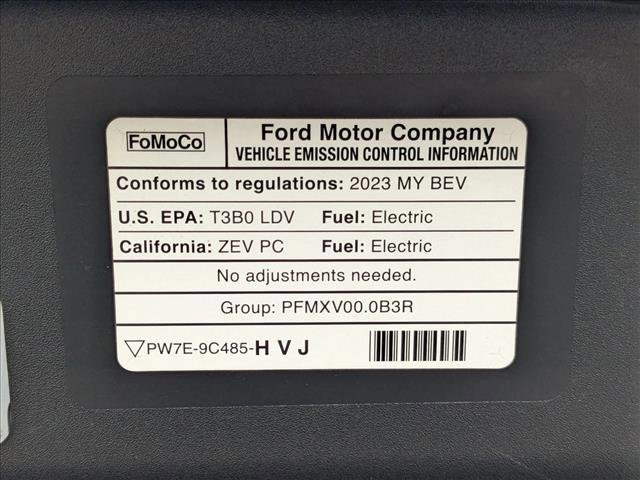 FoMoCo
Ford Motor Company
VEHICLE EMISSION CONTROL INFORMATION
Conforms to regulations: 2023 MY BEV
U.S. EPA: T3B0 LDV Fuel: Electric
California: ZEV PC Fuel: Electric
No adjustments needed.
Group: PFMXV00.0B3R
PW7E-9C485-H V J